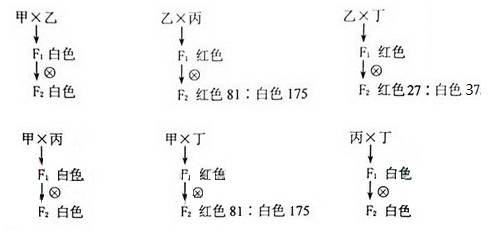 甲×乙
F₁ 白色
⊗
F₂ 白色
乙×丙
F₁ 红色
⊗
F₂ 红色 81：白色 175
乙×丁
F₁ 红色
⊗
F₂ 红色 27：白色 37
甲×丙
F₁ 白色
⊗
F₂ 白色
甲×丁
F₁ 红色
⊗
F₂ 红色 81：白色 175
丙×丁
F₁ 白色
⊗
F₂ 白色